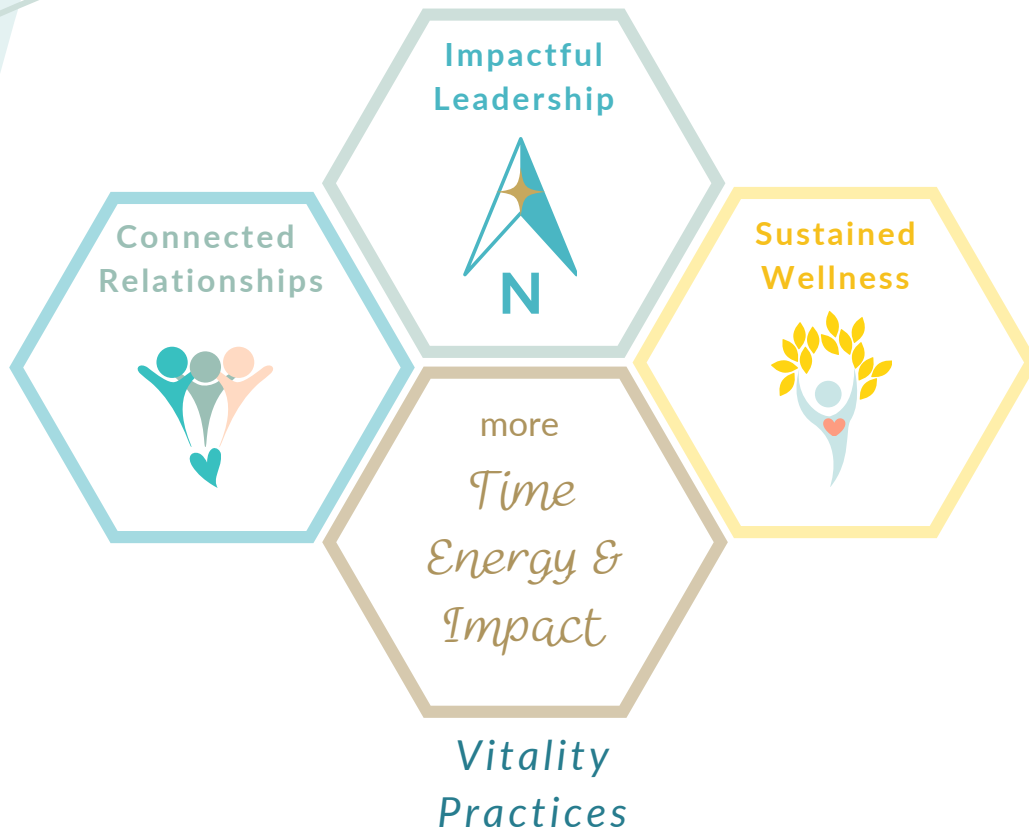 Impactful
Leadership
N
Connected
Relationships
Sustained
Wellness
more
Time
Energy &
Impact
Vitality
Practices